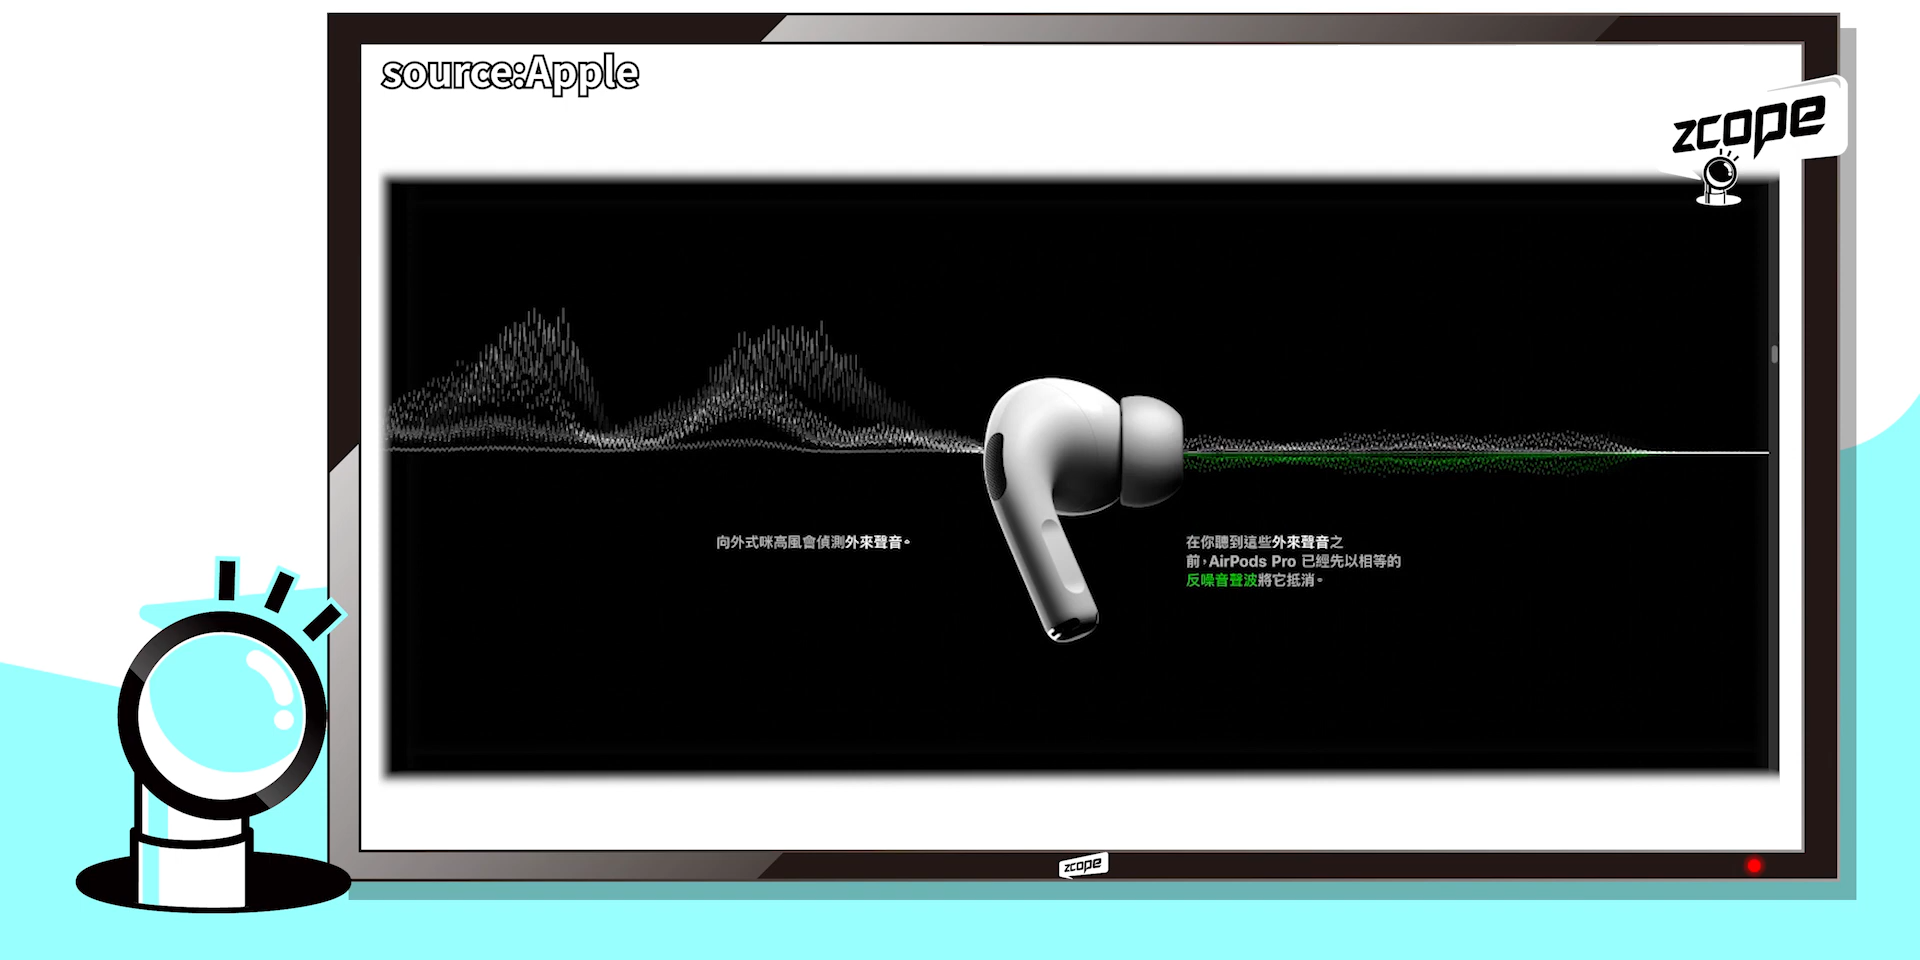 source:Apple
zcope
向外式咪高風會偵測外來聲音。
在你聽到這些外來聲音之
前，AirPods Pro 已經先以相等的
反噪音聲波將它抵消。
zcope